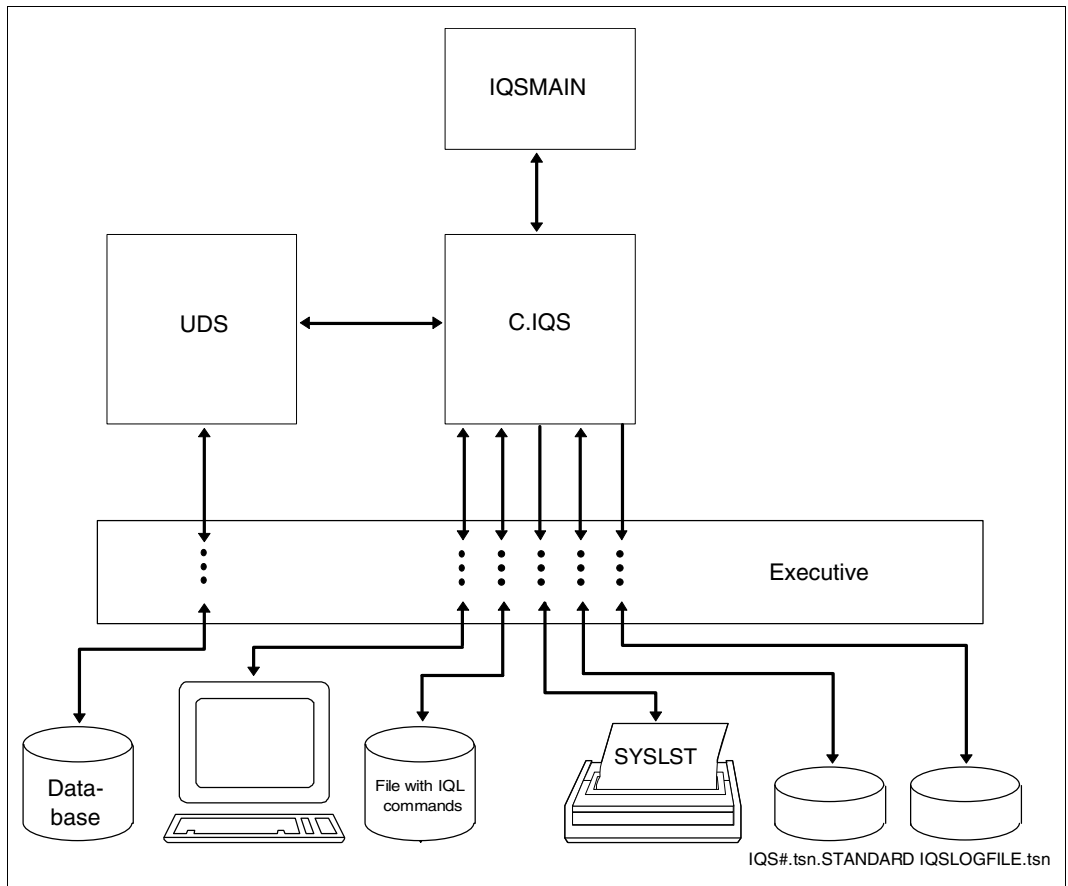 IQSMAIN
UDS
C.IQS
Executive
Data-
base
File with IQL
commands
SYSLST
IQS#.tsn.STANDARD IQSLOGFILE.tsn